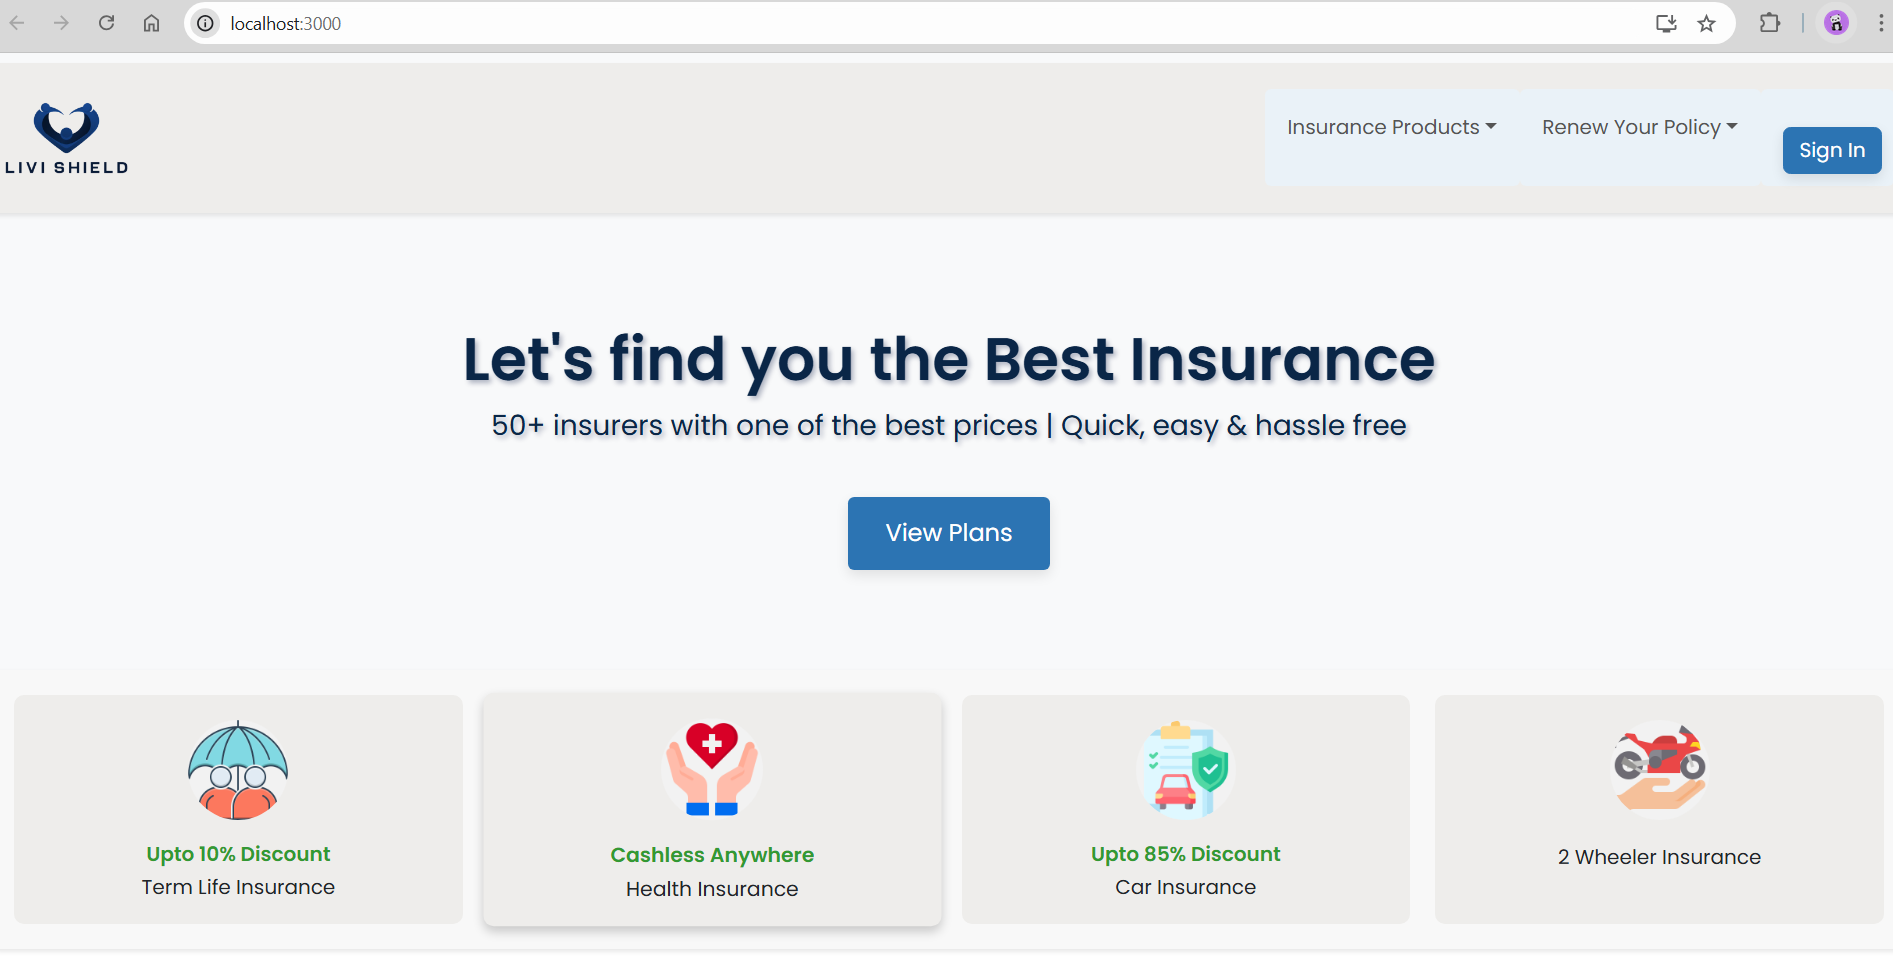 localhost:3000
LIVI SHIELD
Insurance Products
Renew Your Policy
Sign In
Let's find you the Best Insurance
50+ insurers with one of the best prices | Quick, easy & hassle free
View Plans
Upto 10% Discount
Term Life Insurance
Cashless Anywhere
Health Insurance
Upto 85% Discount
Car Insurance
2 Wheeler Insurance